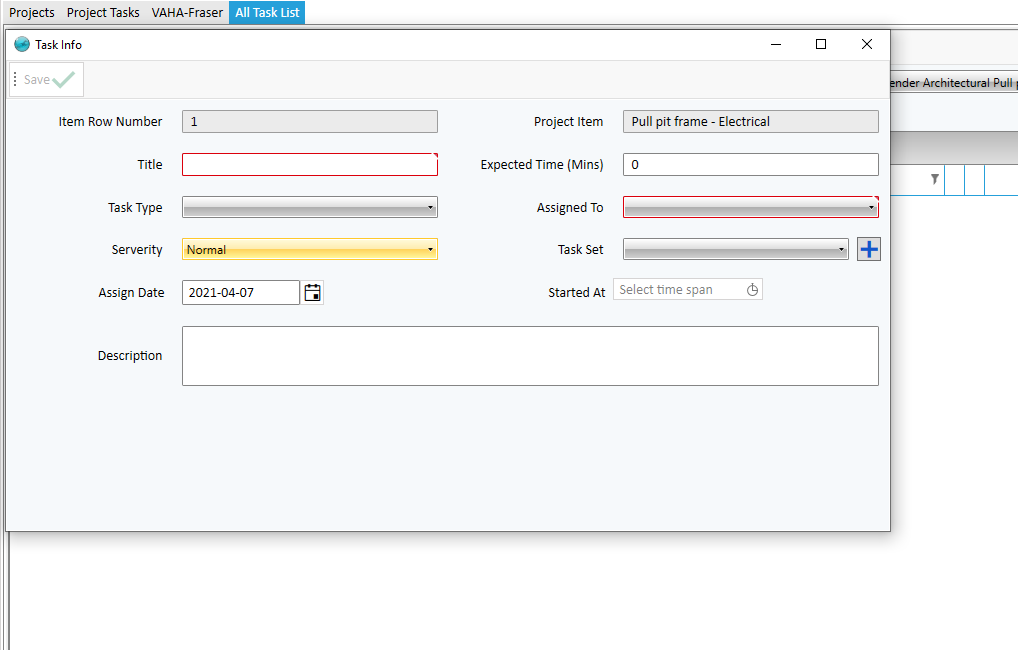 Projects Project Tasks VAHA-Fraser All Task List
Task Info
Save
ender Architectural Pull
Item Row Number 1 Project Item Pull pit frame - Electrical
Title Expected Time (Mins) 0
Task Type Assigned To
Serverity Normal Task Set
Assign Date 2021-04-07 Started At Select time span
Description